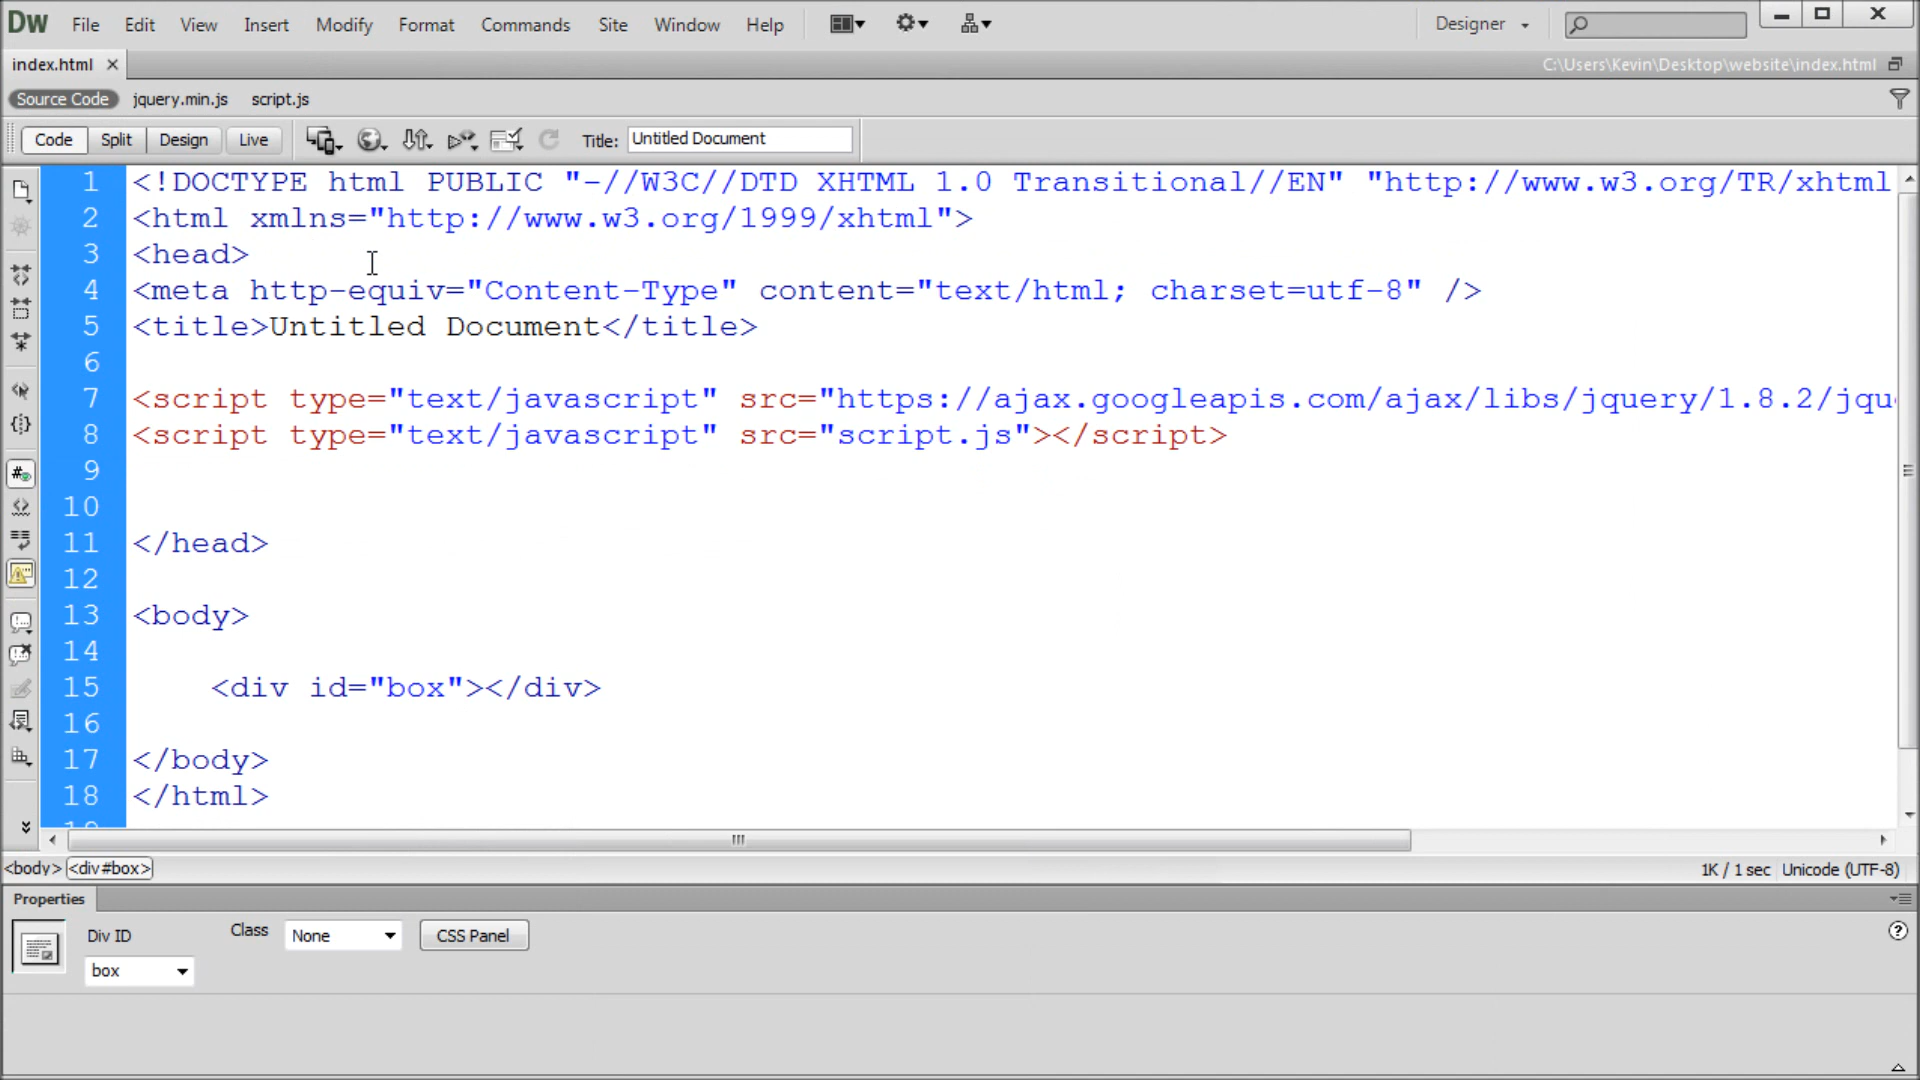 DW File Edit View Insert Modify Format Commands Site Window Help Designer
index.html C:\Users\Kevin\Desktop\website\index.html
Source Code jquery.min.js script.js
Code Split Design Live Title: Untitled Document
1 <!DOCTYPE html PUBLIC "-//W3C//DTD XHTML 1.0 Transitional//EN" "http://www.w3.org/TR/xhtml
2 <html xmlns="http://www.w3.org/1999/xhtml">
3 <head>
4 <meta http-equiv="Content-Type" content="text/html; charset=utf-8" />
5 <title>Untitled Document</title>
6
7 <script type="text/javascript" src="https://ajax.googleapis.com/ajax/libs/jquery/1.8.2/jqu
8 <script type="text/javascript" src="script.js"></script>
9
10
11 </head>
12
13 <body>
14
15 <div id="box"></div>
16
17 </body>
18 </html>
<body> <div#box> 1K / 1 sec Unicode (UTF-8)
Properties
Div ID Class None CSS Panel
box